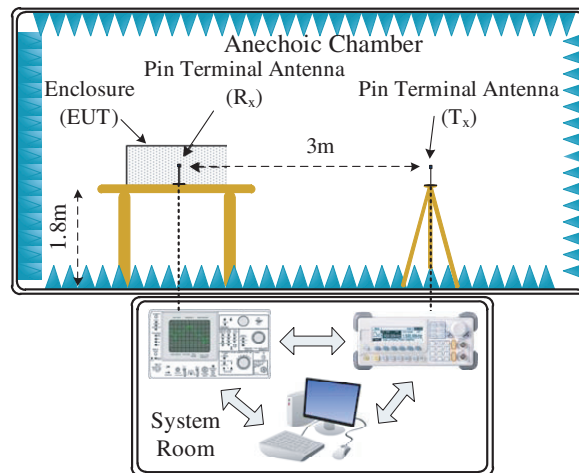 Anechoic Chamber
Pin Terminal Antenna
(Rx)
Enclosure
(EUT)
Pin Terminal Antenna
(Tx)
3m
1.8m
System
Room